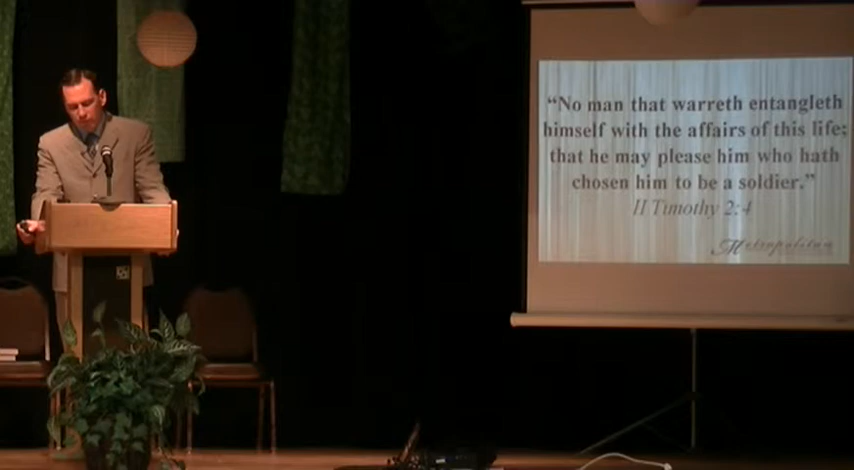 “No man that warreth entangleth
himself with the affairs of this life;
that he may please him who hath
chosen him to be a soldier.”
II Timothy 2:4
Metropolitan